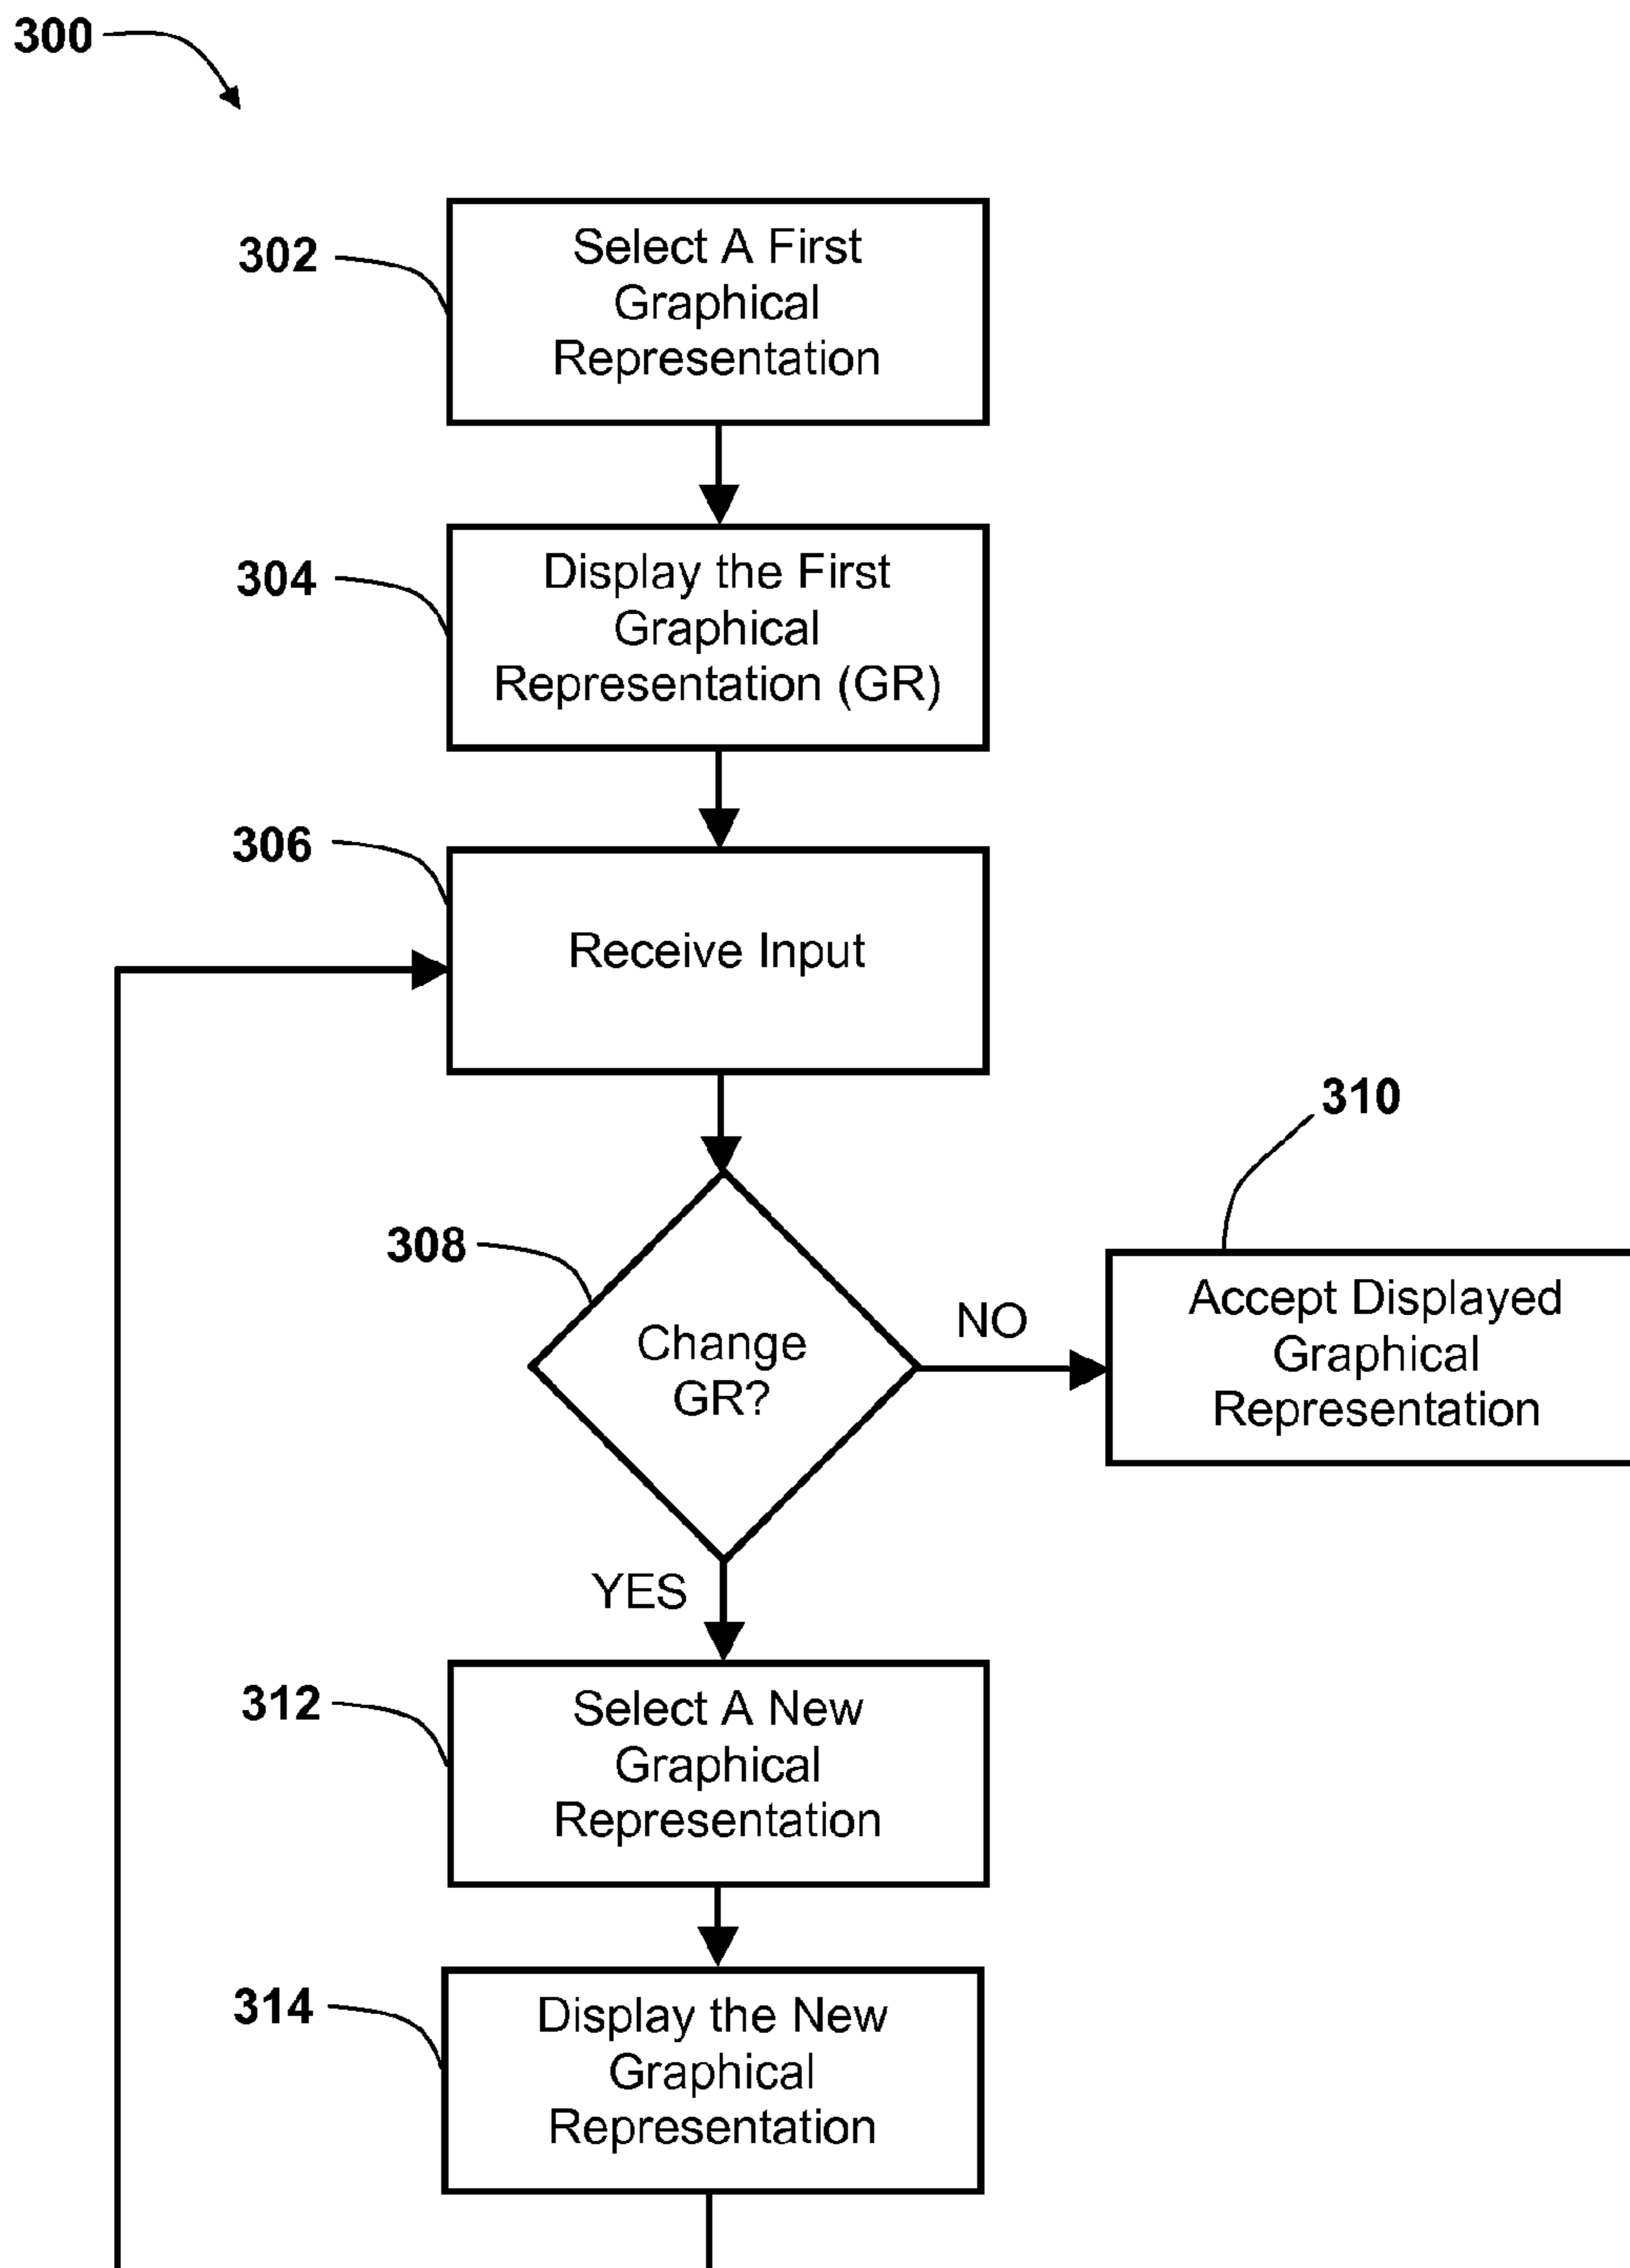 300
302
Select A First
Graphical
Representation
304
Display the First
Graphical
Representation (GR)
306
Receive Input
308
Change
GR?
NO
310
Accept Displayed
Graphical
Representation
YES
312
Select A New
Graphical
Representation
314
Display the New
Graphical
Representation